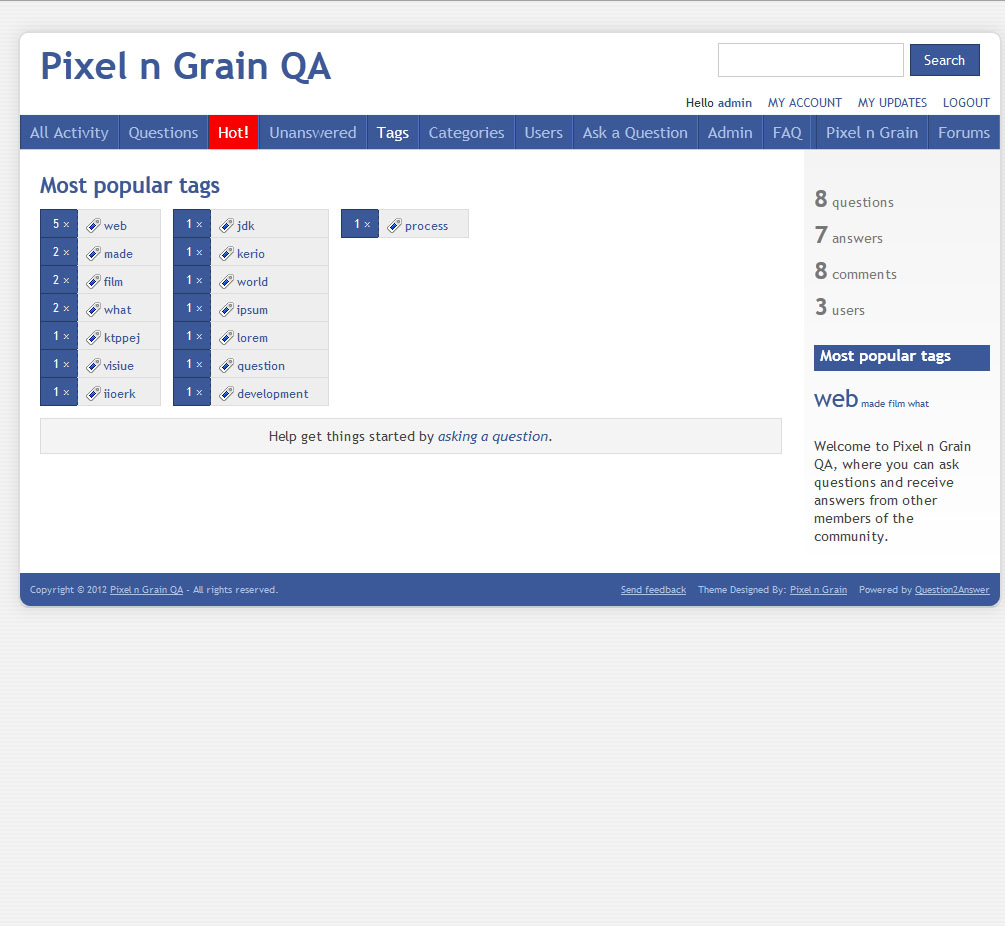 Pixel n Grain QA
Search
Hello admin MY ACCOUNT MY UPDATES LOGOUT
All Activity Questions Hot! Unanswered Tags Categories Users Ask a Question Admin FAQ Pixel n Grain Forums
Most popular tags
5 × web
2 × made
2 × film
2 × what
1 × ktppej
1 × visiue
1 × iioerk
1 × jdk
1 × kerio
1 × world
1 × ipsum
1 × lorem
1 × question
1 × development
1 × process
Help get things started by asking a question.
8 questions
7 answers
8 comments
3 users
Most popular tags
web made film what
Welcome to Pixel n Grain
QA, where you can ask
questions and receive
answers from other
members of the
community.
Copyright © 2012 Pixel n Grain QA - All rights reserved.
Send feedback Theme Designed By: Pixel n Grain Powered by Question2Answer